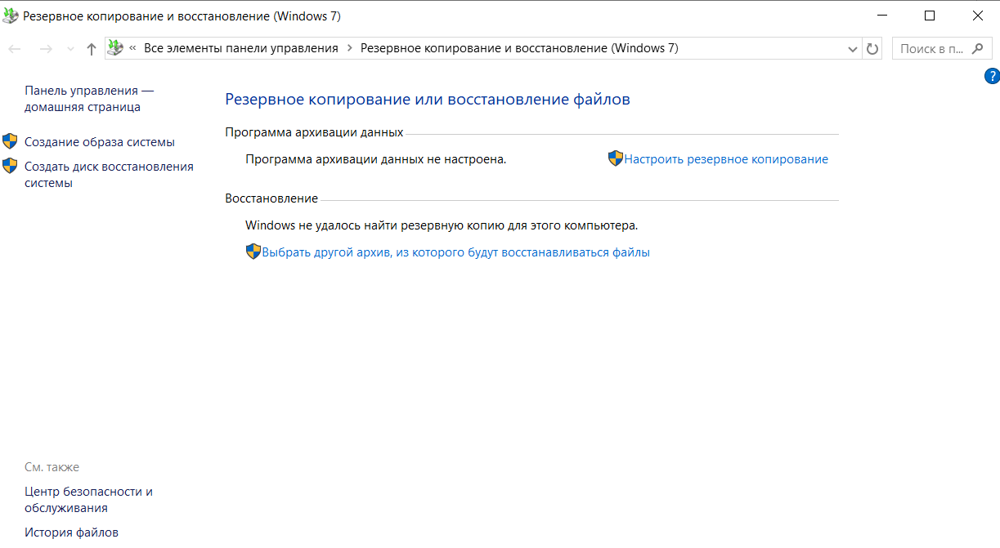 Резервное копирование и восстановление (Windows 7)
« Все элементы панели управления > Резервное копирование и восстановление (Windows 7)
Поиск в п...
?
Панель управления —
домашняя страница
Создание образа системы
Создать диск восстановления
системы
Резервное копирование или восстановление файлов
Программа архивации данных
Программа архивации данных не настроена.
Настроить резервное копирование
Восстановление
Windows не удалось найти резервную копию для этого компьютера.
Выбрать другой архив, из которого будут восстанавливаться файлы
См. также
Центр безопасности и
обслуживания
История файлов